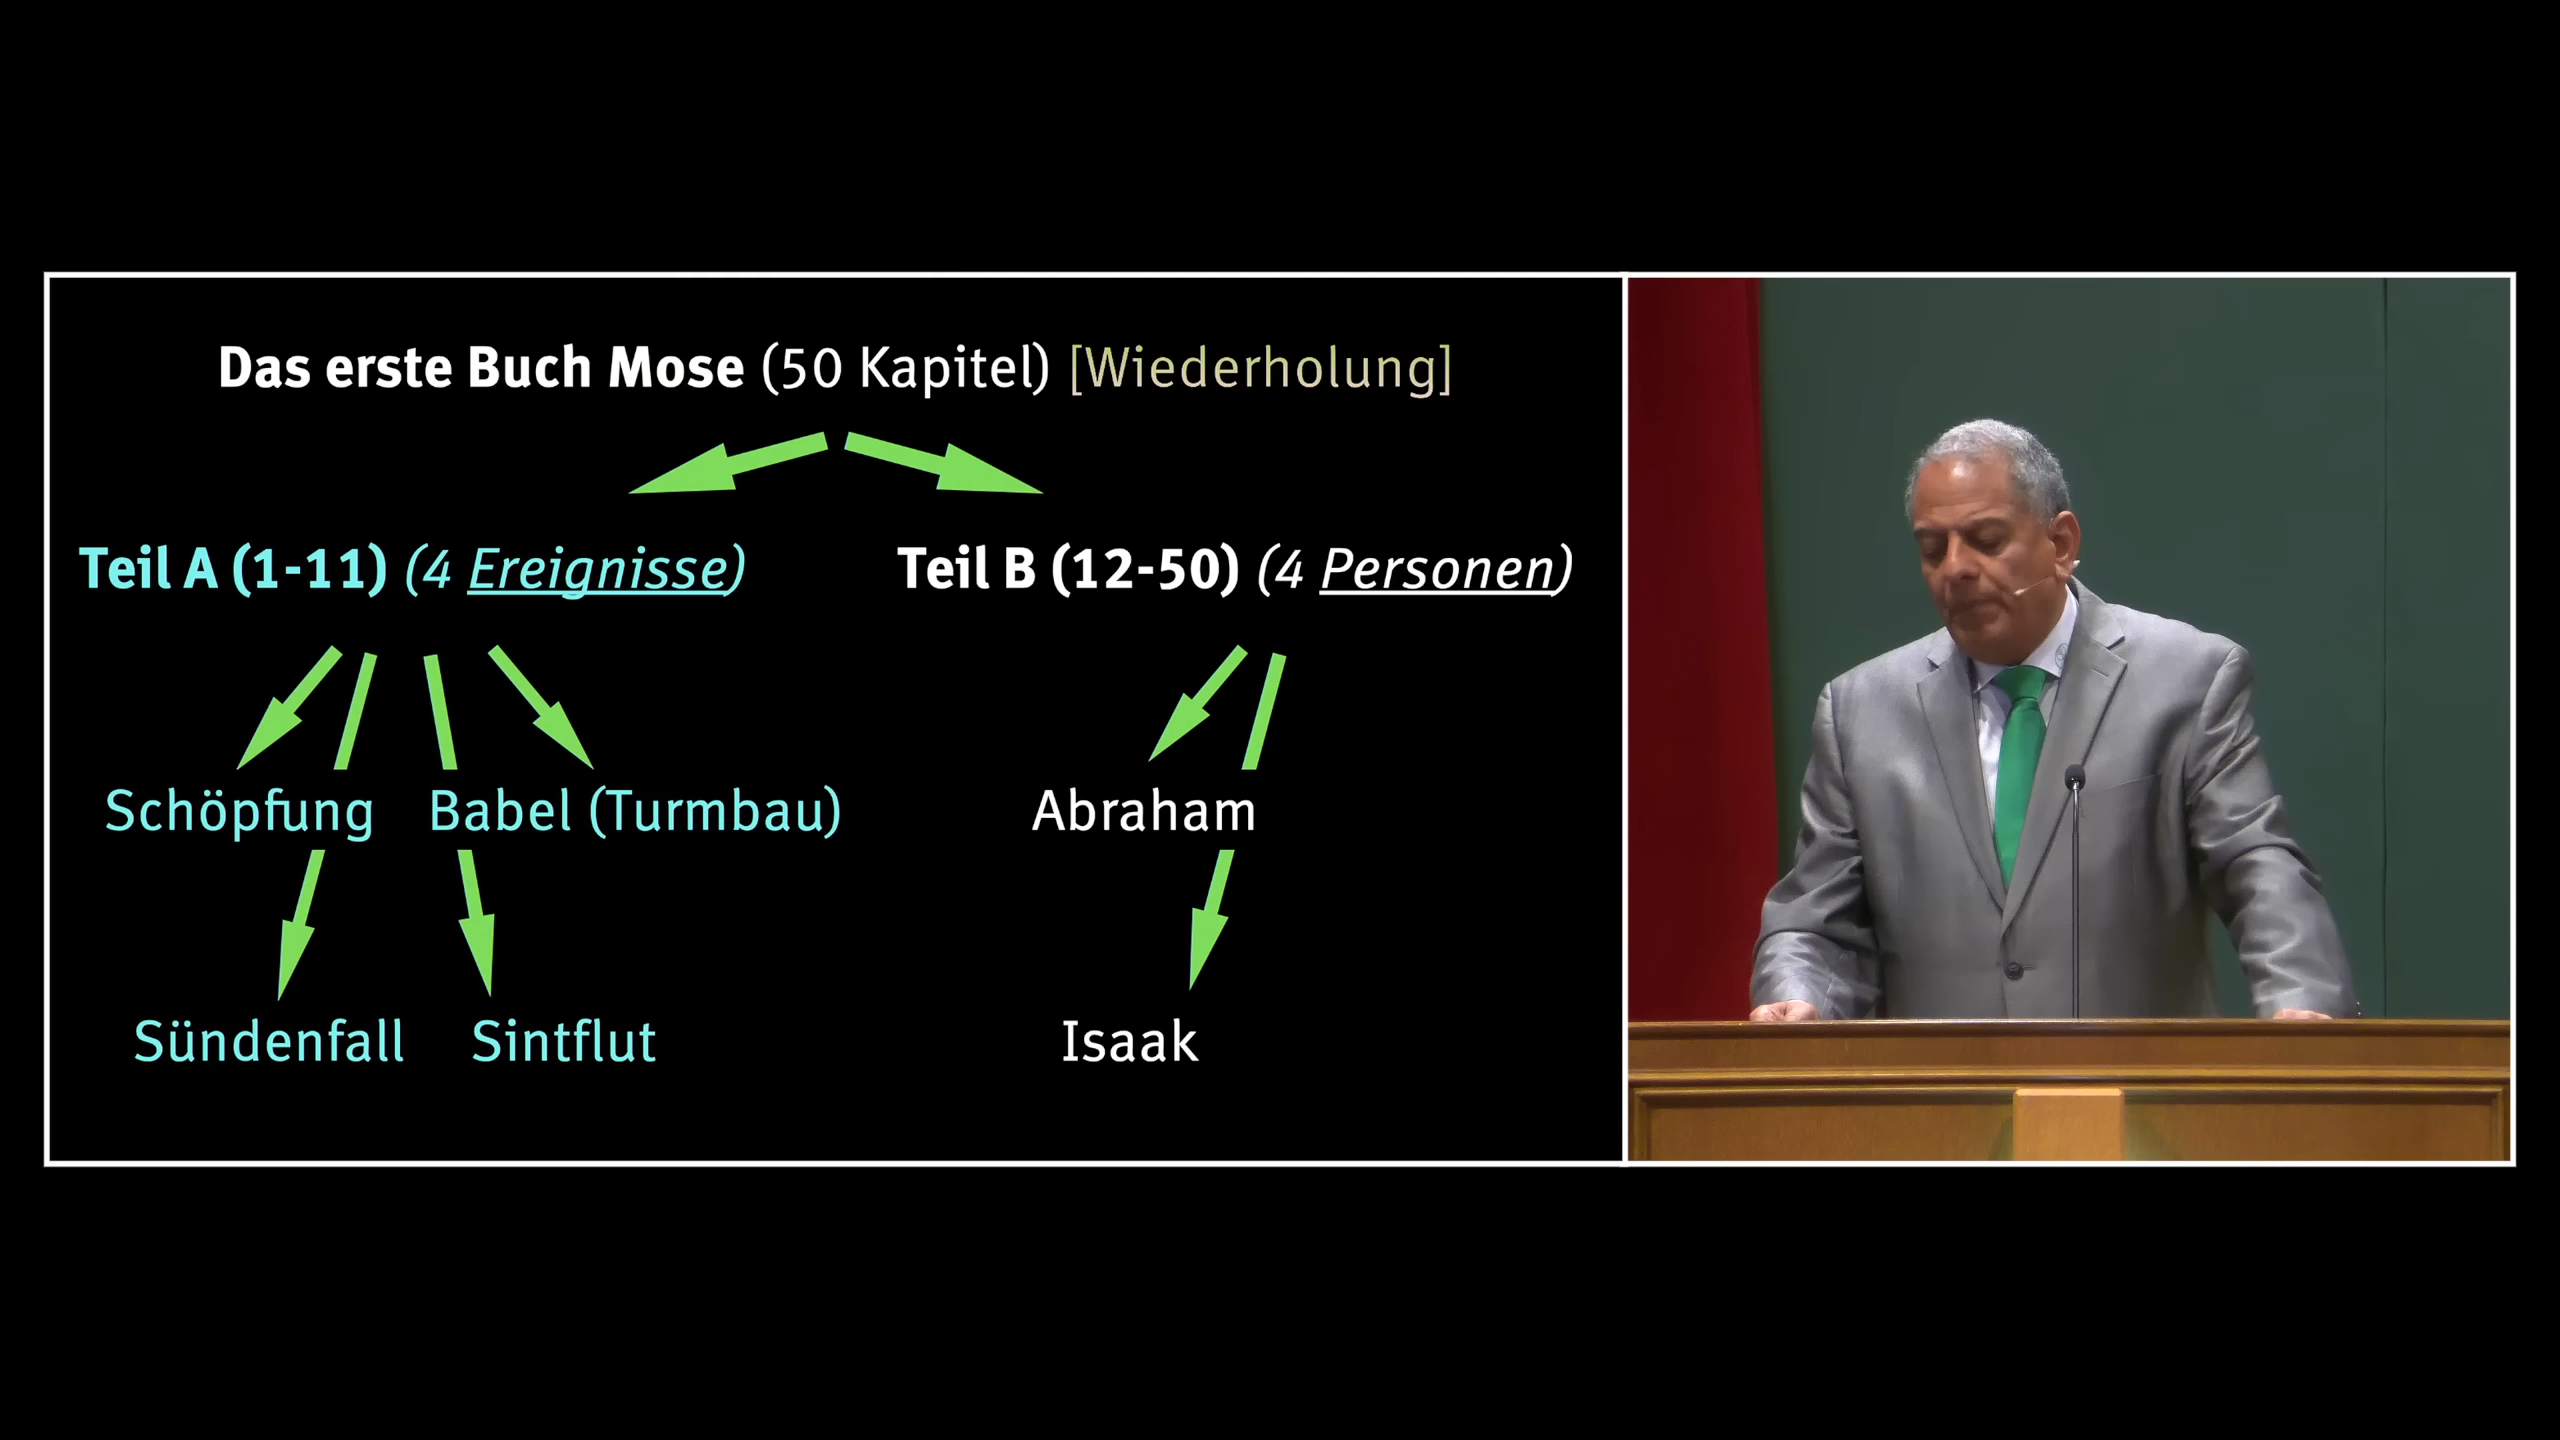 Das erste Buch Mose (50 Kapitel) [Wiederholung]
Teil A (1-11) (4 Ereignisse)
Teil B (12-50) (4 Personen)
Schöpfung
Babel (Turmbau)
Abraham
Sündenfall
Sintflut
Isaak